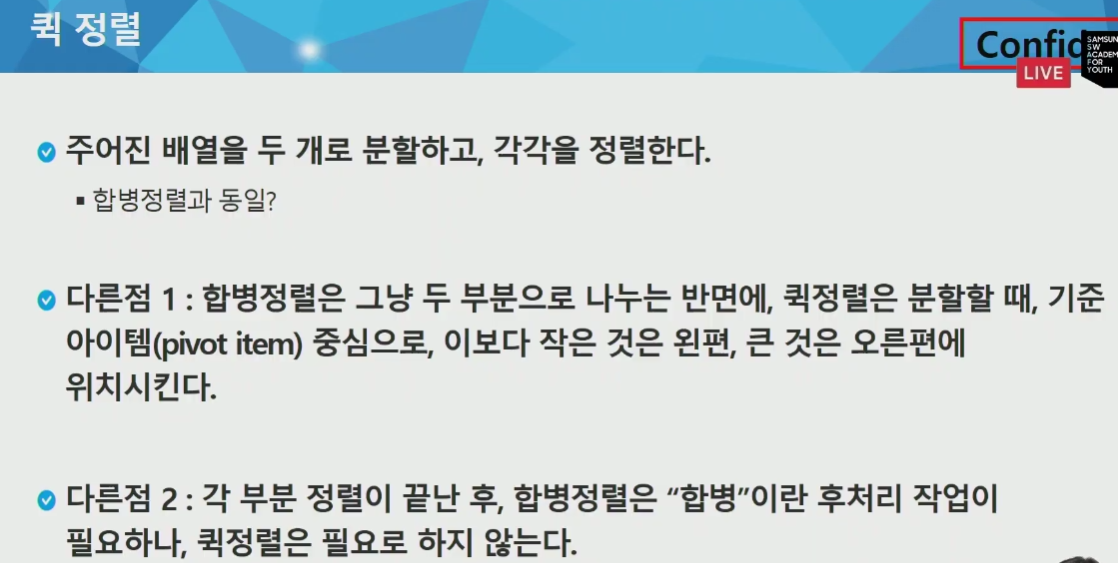 퀵 정렬
Confid
LIVE
SAMSUN
SW
ACADEM
FOR
YOUTH
주어진 배열을 두 개로 분할하고, 각각을 정렬한다.
▪ 합병정렬과 동일?
다른점 1 : 합병정렬은 그냥 두 부분으로 나누는 반면에, 퀵정렬은 분할할 때, 기준
아이템(pivot item) 중심으로, 이보다 작은 것은 왼편, 큰 것은 오른편에
위치시킨다.
다른점 2 : 각 부분 정렬이 끝난 후, 합병정렬은 “합병”이란 후처리 작업이
필요하나, 퀵정렬은 필요로 하지 않는다.